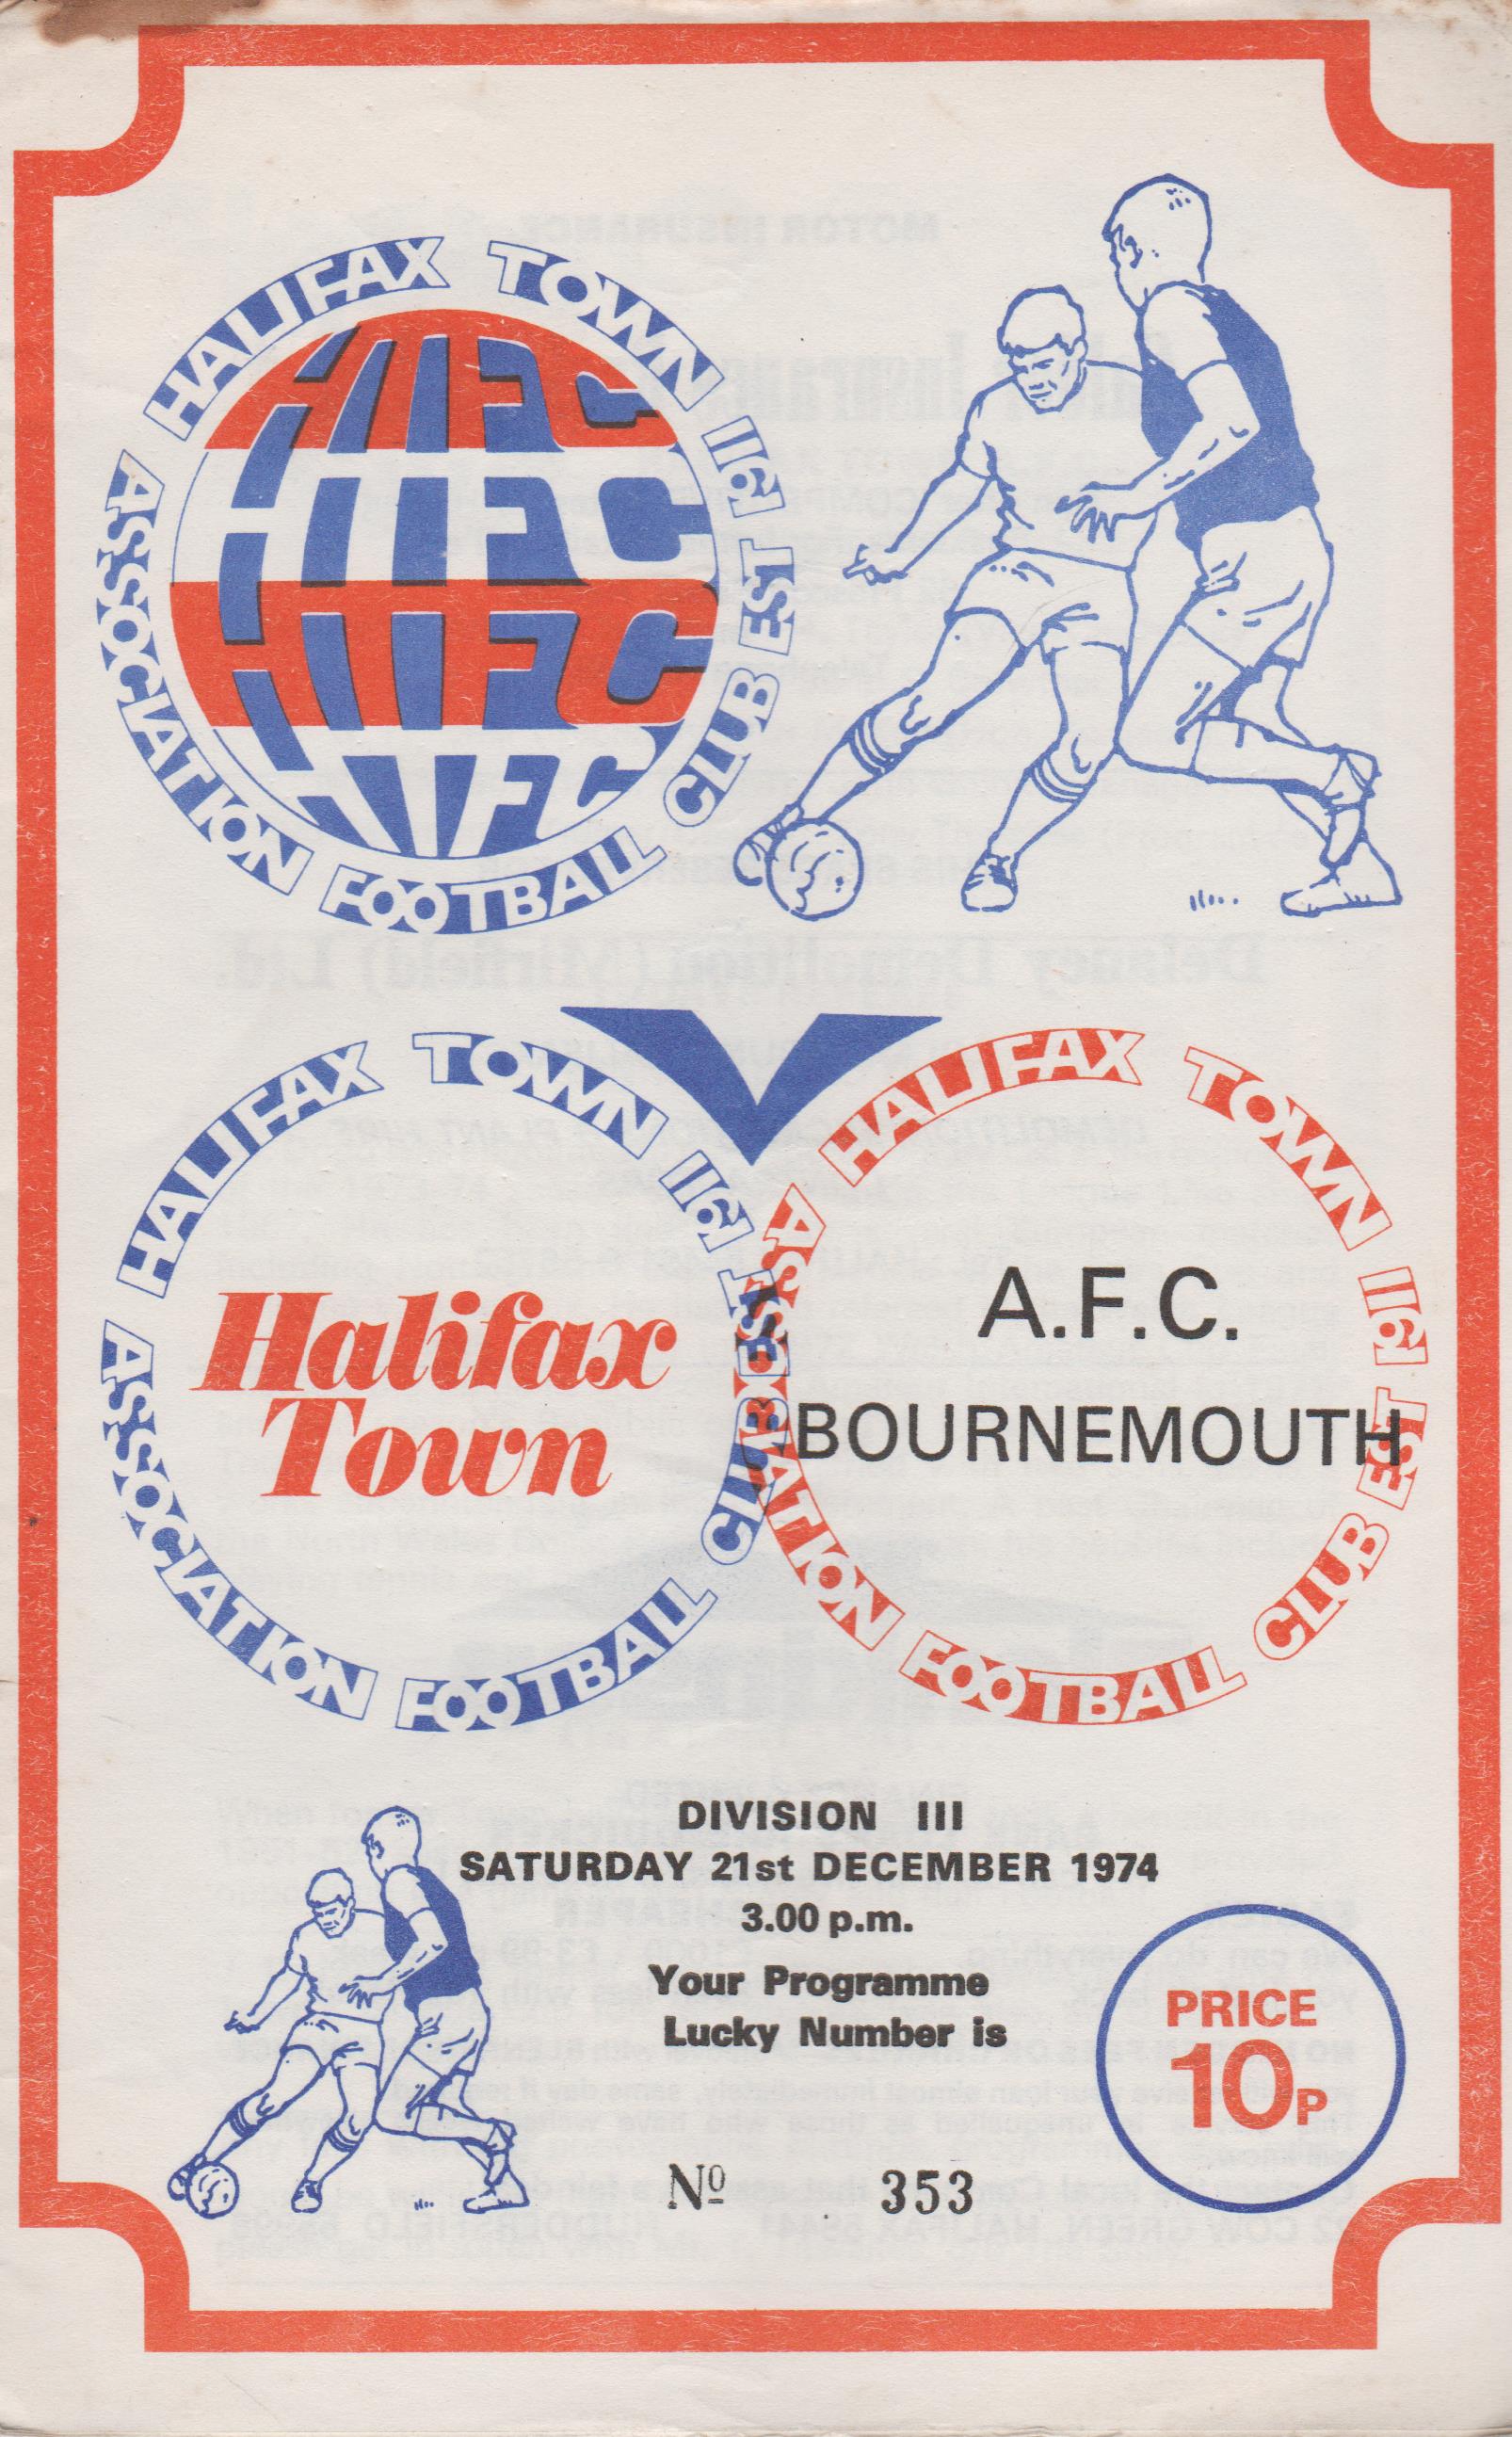 HALIFAX TOWN 1911
ASSOCIATION FOOTBALL CLUB EST
HTFC
HTFC
HTFC
HTFC
V
HALIFAX TOWN 1911
ASSOCIATION FOOTBALL CLUB EST
Halifax
Town
HALIFAX TOWN 1911
ASSOCIATION FOOTBALL CLUB EST
A.F.C.
BOURNEMOUTH
DIVISION III
SATURDAY 21st DECEMBER 1974
3.00 p.m.
Your Programme
Lucky Number is
Nº 353
PRICE
10P